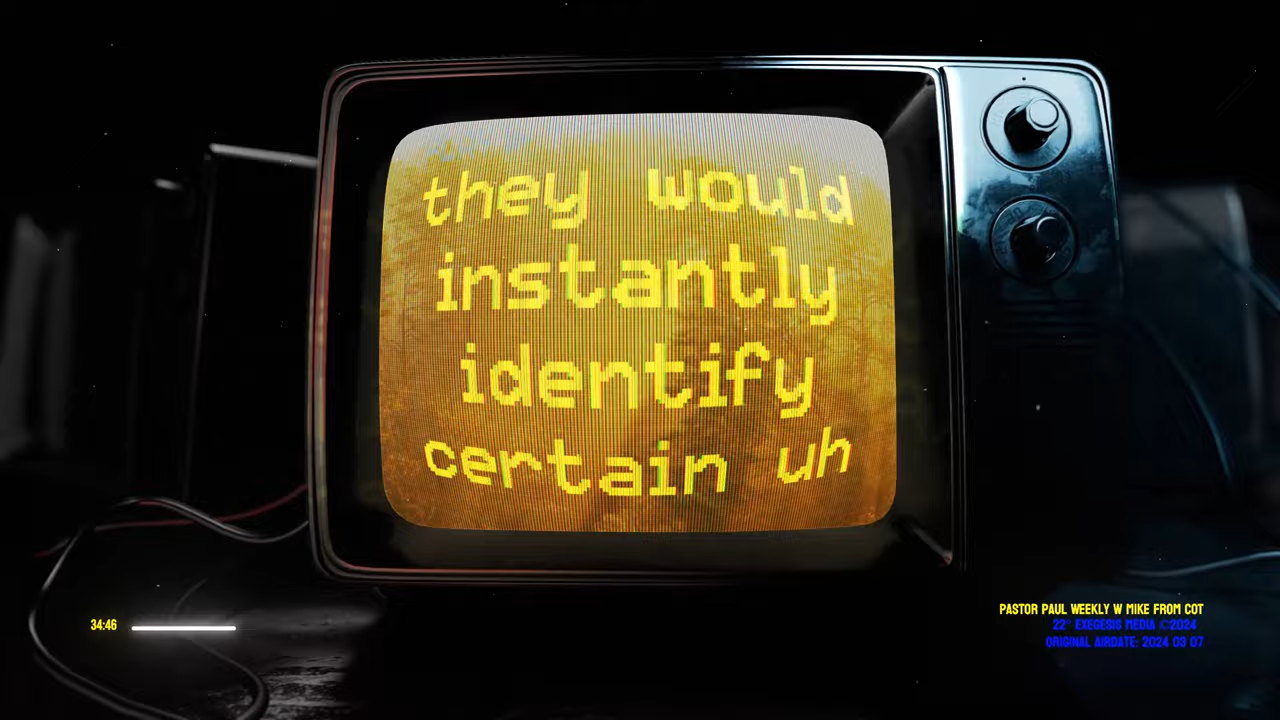 they would
instantly
identify
certain uh
34:46
PASTOR PAUL WEEKLY W MIKE FROM COT
22° EXEGESIS MEDIA ©2024
ORIGINAL AIRDATE: 2024 03 07